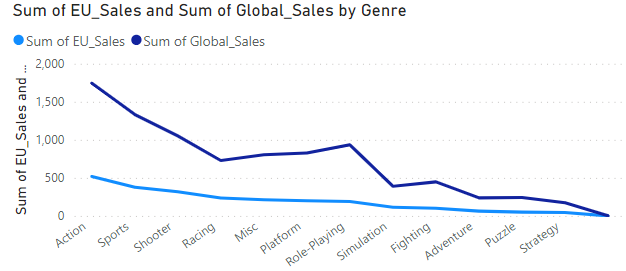 Sum of EU_Sales and Sum of Global_Sales by Genre
Sum of EU_Sales Sum of Global_Sales
Sum of EU_Sales and ...
2,000
1,500
1,000
500
0
Action
Sports
Shooter
Racing
Misc
Platform
Role-Playing
Simulation
Fighting
Adventure
Puzzle
Strategy